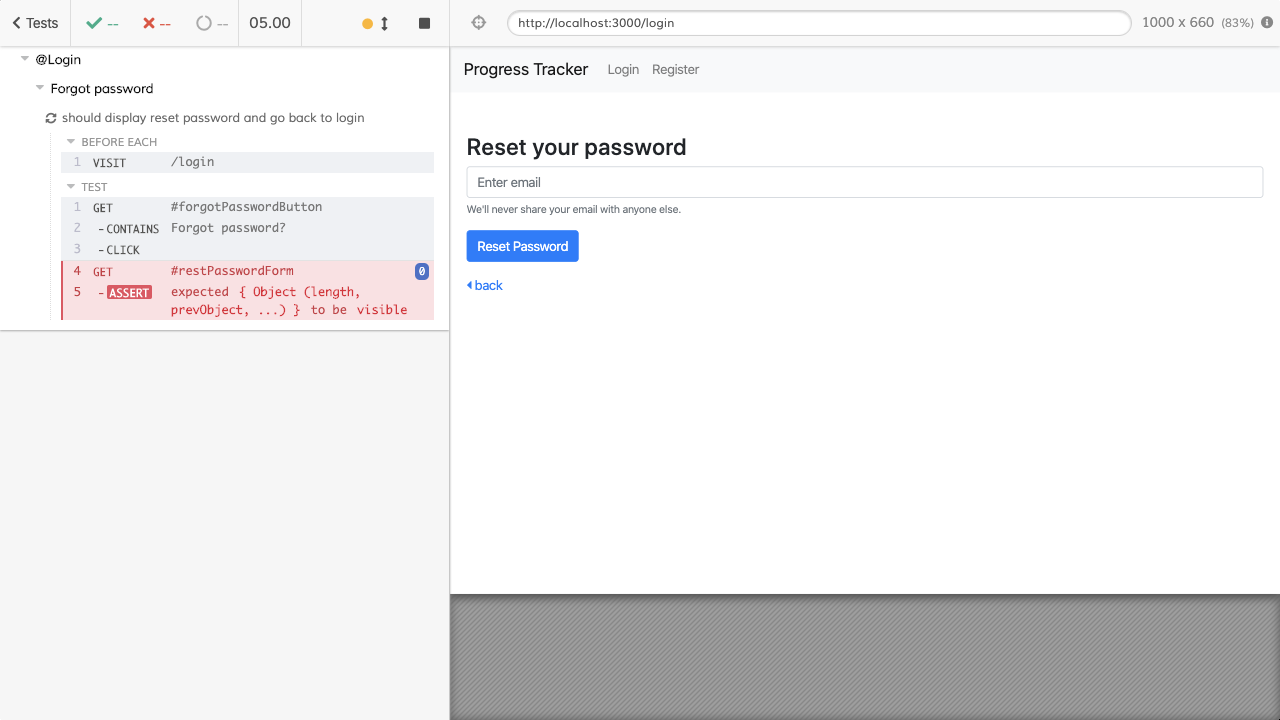 Tests -- -- -- 05.00 http://localhost:3000/login 1000 x 660 (83%)
@Login
Forgot password
should display reset password and go back to login
BEFORE EACH
1 VISIT /login
TEST
1 GET #forgotPasswordButton
2 -CONTAINS Forgot password?
3 -CLICK
4 GET #restPasswordForm 0
5 -ASSERT expected { Object (length,
prevObject, ...) } to be visible
Progress Tracker Login Register
Reset your password
Enter email
We'll never share your email with anyone else.
Reset Password
back